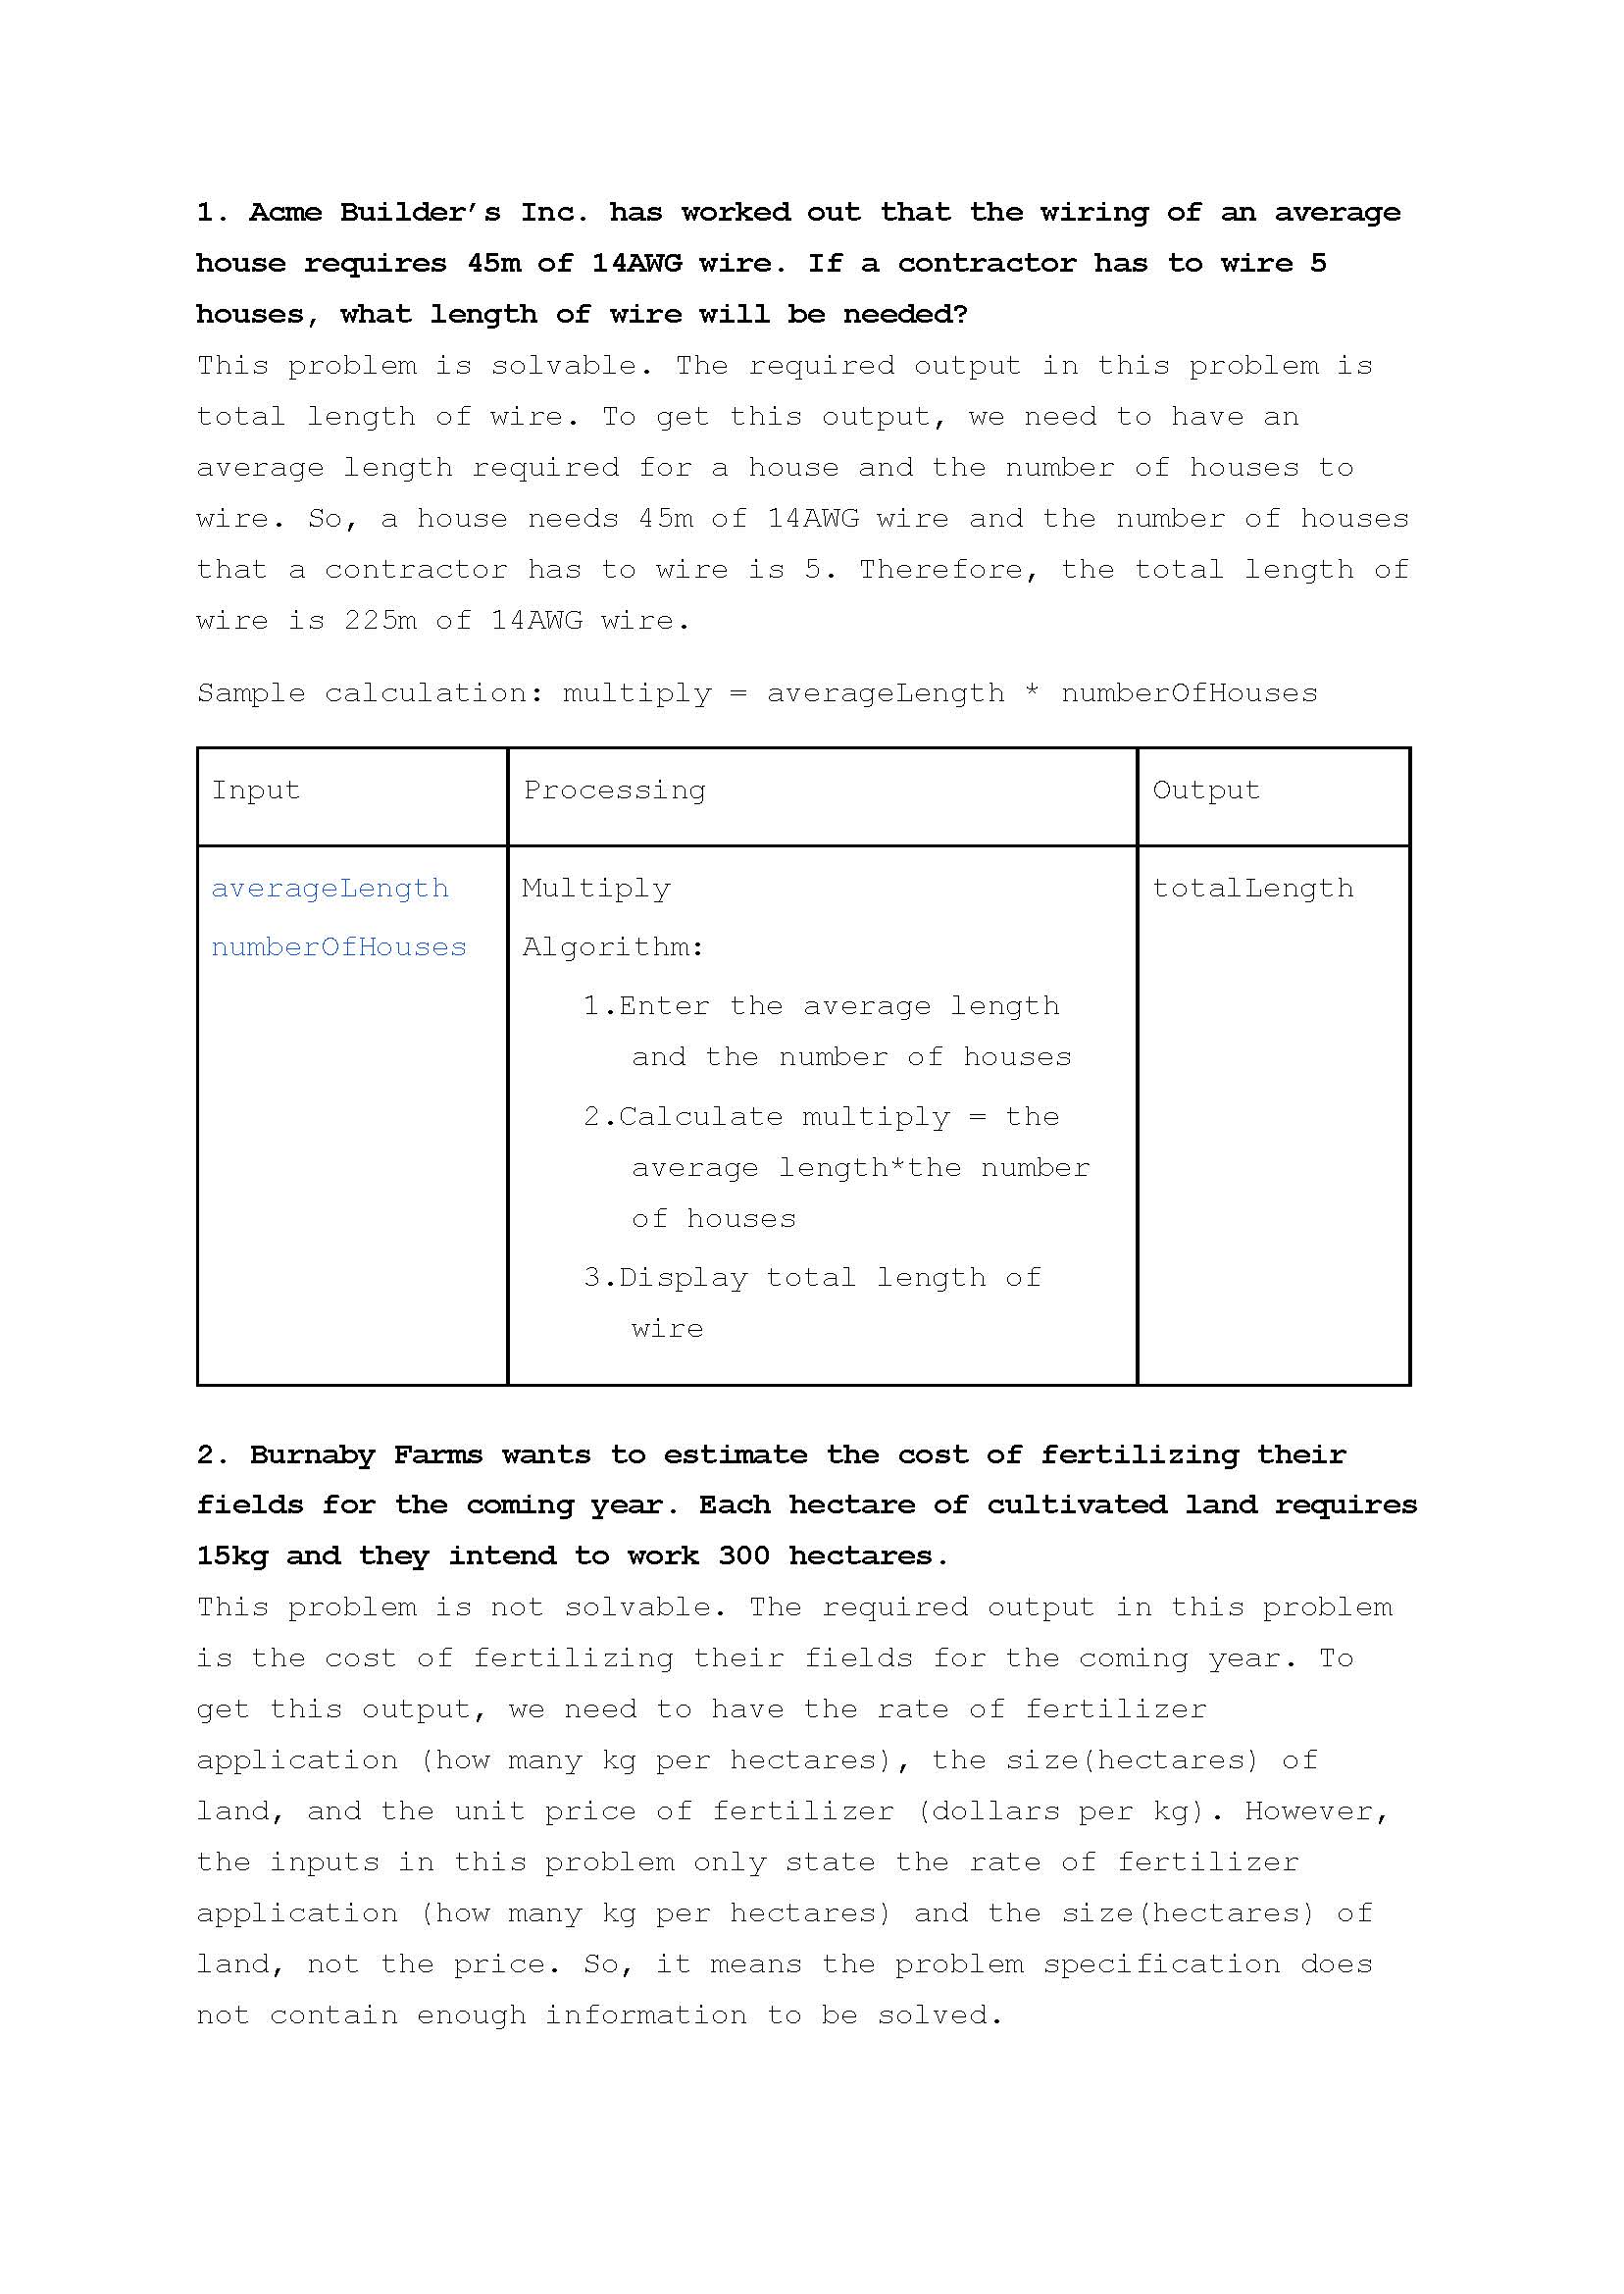 1. Acme Builder’s Inc. has worked out that the wiring of an average
house requires 45m of 14AWG wire. If a contractor has to wire 5
houses, what length of wire will be needed?
This problem is solvable. The required output in this problem is
total length of wire. To get this output, we need to have an
average length required for a house and the number of houses to
wire. So, a house needs 45m of 14AWG wire and the number of houses
that a contractor has to wire is 5. Therefore, the total length of
wire is 225m of 14AWG wire.
Sample calculation: multiply = averageLength * numberOfHouses
Input
Processing
Output
averageLength
numberOfHouses
Multiply
Algorithm:
1.Enter the average length
and the number of houses
2.Calculate multiply = the
average length*the number
of houses
3.Display total length of
wire
totalLength
2. Burnaby Farms wants to estimate the cost of fertilizing their
fields for the coming year. Each hectare of cultivated land requires
15kg and they intend to work 300 hectares.
This problem is not solvable. The required output in this problem
is the cost of fertilizing their fields for the coming year. To
get this output, we need to have the rate of fertilizer
application (how many kg per hectares), the size(hectares) of
land, and the unit price of fertilizer (dollars per kg). However,
the inputs in this problem only state the rate of fertilizer
application (how many kg per hectares) and the size(hectares) of
land, not the price. So, it means the problem specification does
not contain enough information to be solved.